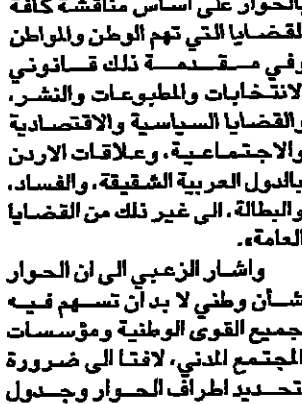 بالحوار على اساس مناقشة كافة
القضايا التي تهم الوطن والمواطن
وفي مقدمة ذلك قانوني
الانتخابات والمطبوعات والنشر،
والقضايا السياسية والاقتصادية
والاجتماعية، وعلاقات الاردن
بالدول العربية الشقيقة، والفساد،
والبطالة، الى غير ذلك من القضايا
العامة».
واشار الزعبي الى ان الحوار
شأن وطني لا بد ان تسهم فيه
جميع القوى الوطنية ومؤسسات
المجتمع المدني، لافتا الى ضرورة
تحديد اطراف الحوار وجدول